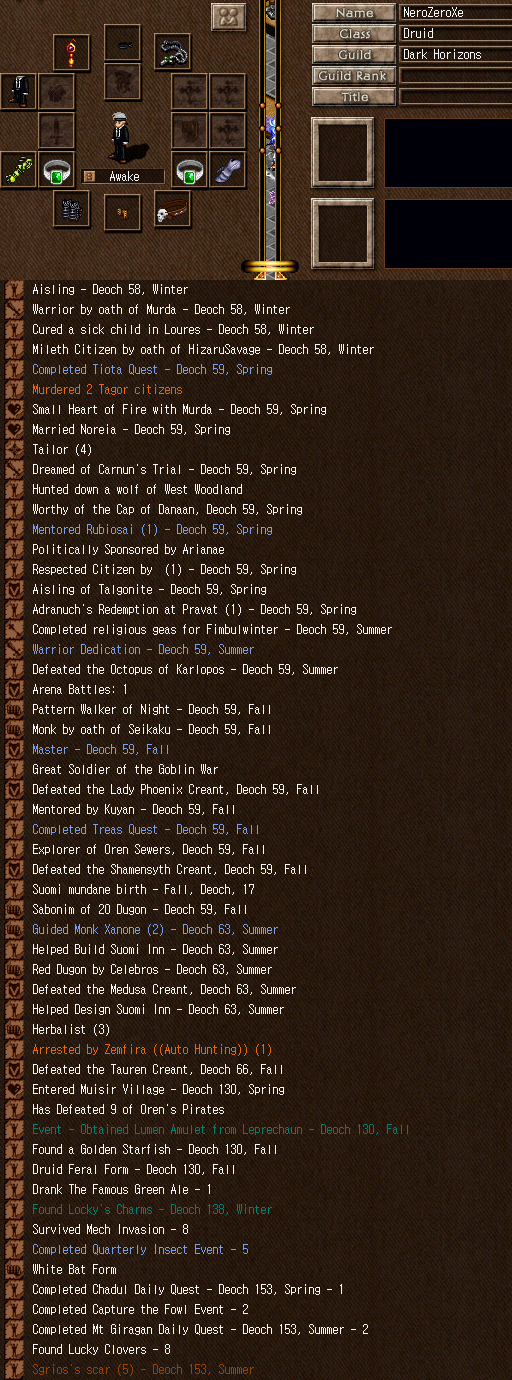 Name NeroZeroXe
Class Druid
Guild Dark Horizons
Guild Rank
Title
Awake
Aisling - Deoch 58, Winter
Warrior by oath of Murda - Deoch 58, Winter
Cured a sick child in Loures - Deoch 58, Winter
Mileth Citizen by oath of HizaruSavage - Deoch 58, Winter
Completed Tiota Quest - Deoch 59, Spring
Murdered 2 Tagor citizens
Small Heart of Fire with Murda - Deoch 59, Spring
Married Noreia - Deoch 59, Spring
Tailor (4)
Dreamed of Carnun's Trial - Deoch 59, Spring
Hunted down a wolf of West Woodland
Worthy of the Cap of Danaan, Deoch 59, Spring
Mentored Rubiosai (1) - Deoch 59, Spring
Politically Sponsored by Arianae
Respected Citizen by  (1) - Deoch 59, Spring
Aisling of Talgonite - Deoch 59, Spring
Adranuch's Redemption at Pravat (1) - Deoch 59, Spring
Completed religious geas for Fimbulwinter - Deoch 59, Summer
Warrior Dedication - Deoch 59, Summer
Defeated the Octopus of Karlopos - Deoch 59, Summer
Arena Battles: 1
Pattern Walker of Night - Deoch 59, Fall
Monk by oath of Seikaku - Deoch 59, Fall
Master - Deoch 59, Fall
Great Soldier of the Goblin War
Defeated the Lady Phoenix Creant, Deoch 59, Fall
Mentored by Kuyan - Deoch 59, Fall
Completed Treas Quest - Deoch 59, Fall
Explorer of Oren Sewers, Deoch 59, Fall
Defeated the Shamensyth Creant, Deoch 59, Fall
Suomi mundane birth - Fall, Deoch, 17
Sabonim of 20 Dugon - Deoch 59, Fall
Guided Monk Xanone (2) - Deoch 63, Summer
Helped Build Suomi Inn - Deoch 63, Summer
Red Dugon by Celebros - Deoch 63, Summer
Defeated the Medusa Creant, Deoch 63, Summer
Helped Design Suomi Inn - Deoch 63, Summer
Herbalist (3)
Arrested by Zemfira ((Auto Hunting)) (1)
Defeated the Tauren Creant, Deoch 66, Fall
Entered Muisir Village - Deoch 130, Spring
Has Defeated 9 of Oren's Pirates
Event - Obtained Lumen Amulet from Leprechaun - Deoch 130, Fall
Found a Golden Starfish - Deoch 130, Fall
Druid Feral Form - Deoch 130, Fall
Drank The Famous Green Ale - 1
Found Locky's Charms - Deoch 138, Winter
Survived Mech Invasion - 8
Completed Quarterly Insect Event - 5
White Bat Form
Completed Chadul Daily Quest - Deoch 153, Spring - 1
Completed Capture the Fowl Event - 2
Completed Mt Giragan Daily Quest - Deoch 153, Summer - 2
Found Lucky Clovers - 8
Sgrios's scar (5) - Deoch 153, Summer